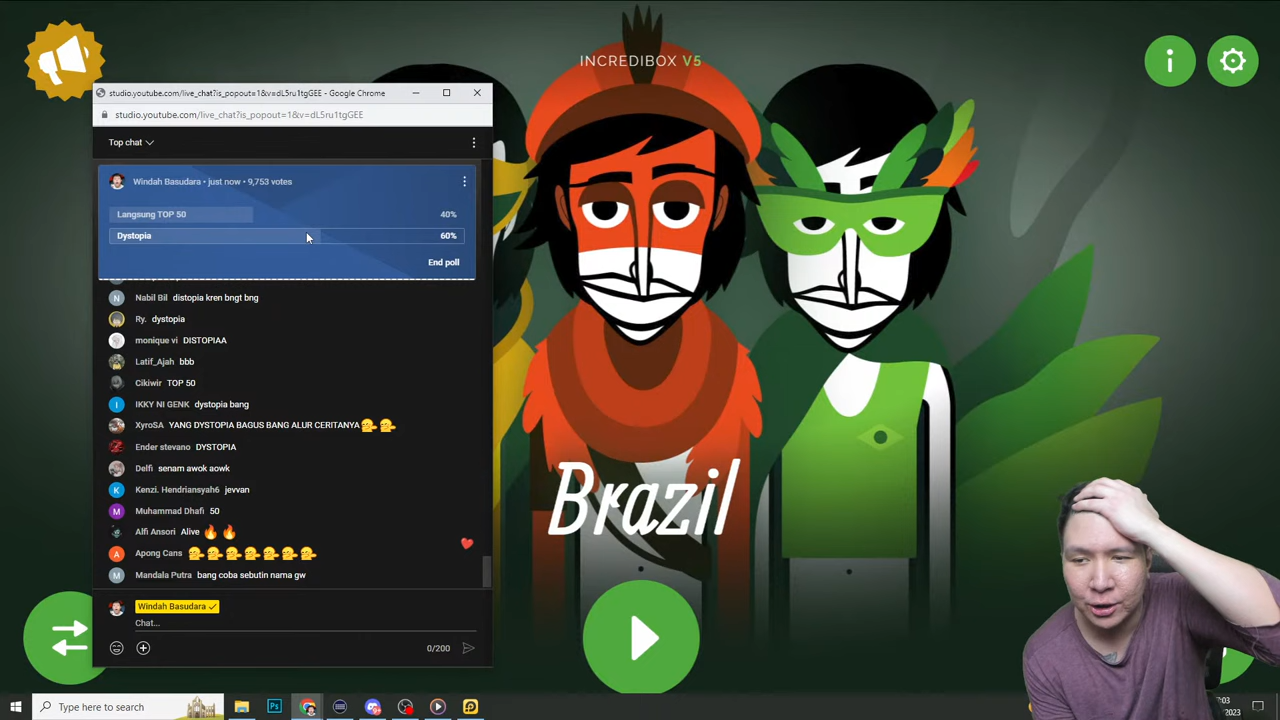 INCREDIBOX V5
studio.youtube.com/live_chat?is_popout=1&v=dL5ru1tgGEE - Google Chrome
studio.youtube.com/live_chat?is_popout=1&v=dL5ru1tgGEE
Top chat
Windah Basudara • just now • 9,753 votes
Langsung TOP 50 40%
Dystopia 60%
End poll
N Nabil Bil distopia kren bngt bng
Ry. dystopia
monique vi DISTOPIAA
Latif_Ajah bbb
Cikiwir TOP 50
I IKKY NI GENK dystopia bang
XyroSA YANG DYSTOPIA BAGUS BANG ALUR CERITANYA
Ender stevano DYSTOPIA
Delfi senam awok aowk
K Kenzi. Hendriansyah6 jevvan
M Muhammad Dhafi 50
Alfi Ansori Alive
A Apong Cans
M Mandala Putra bang coba sebutin nama gw
Windah Basudara
Chat...
0/200
Brazil
Type here to search
2023